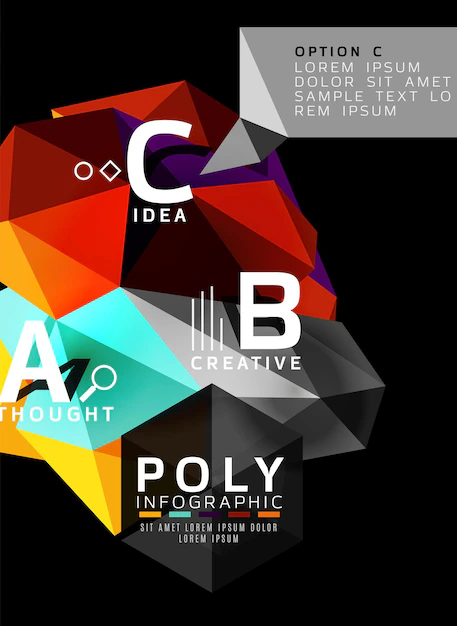 OPTION C
LOREM IPSUM
DOLOR SIT AMET
SAMPLE TEXT LO
REM IPSUM
C
IDEA
B
CREATIVE
A
THOUGHT
POLY
INFOGRAPHIC
SIT AMET LOREM IPSUM DOLOR
LOREM IPSUM